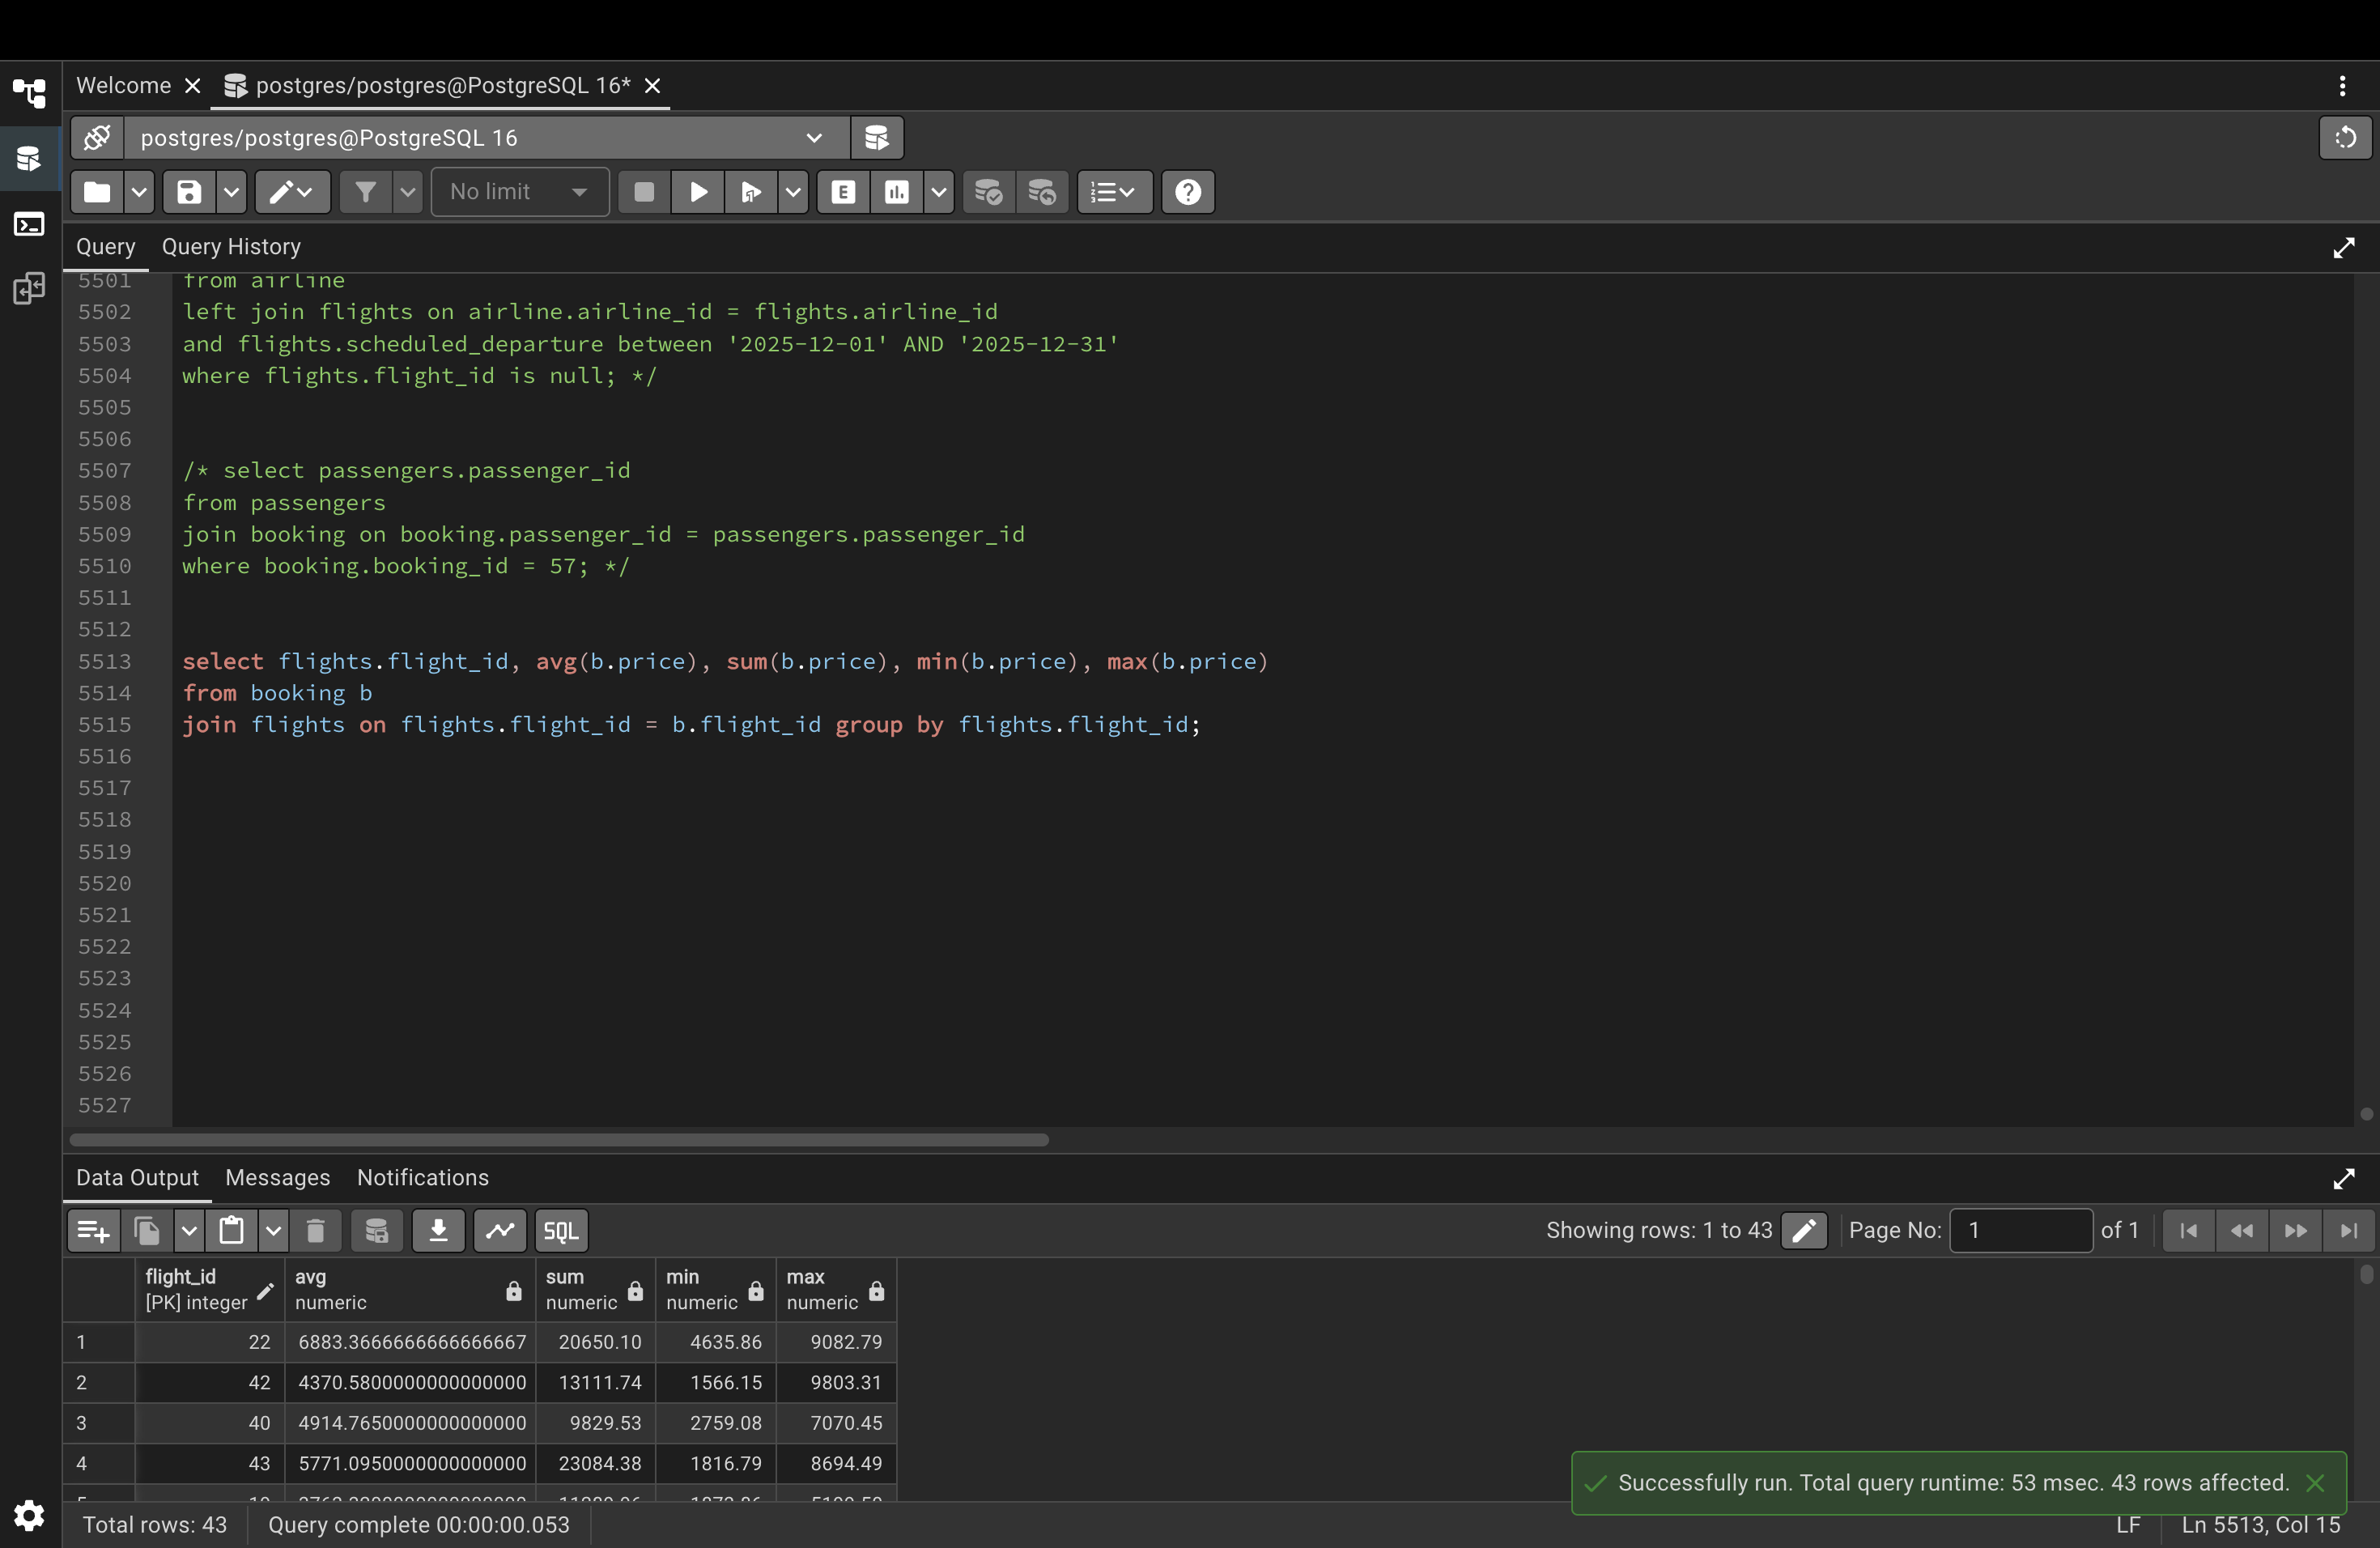 Welcome
postgres/postgres@PostgreSQL 16*
postgres/postgres@PostgreSQL 16
No limit
E
Query Query History
5501 from airline
5502 left join flights on airline.airline_id = flights.airline_id
5503 and flights.scheduled_departure between '2025-12-01' AND '2025-12-31'
5504 where flights.flight_id is null; */
5505
5506
5507 /* select passengers.passenger_id
5508 from passengers
5509 join booking on booking.passenger_id = passengers.passenger_id
5510 where booking.booking_id = 57; */
5511
5512
5513 select flights.flight_id, avg(b.price), sum(b.price), min(b.price), max(b.price)
5514 from booking b
5515 join flights on flights.flight_id = b.flight_id group by flights.flight_id;
5516
5517
5518
5519
5520
5521
5522
5523
5524
5525
5526
5527
Data Output Messages Notifications
SQL Showing rows: 1 to 43 Page No: 1 of 1
flight_id avg sum min max
[PK] integer numeric numeric numeric numeric
1 22 6883.3666666666666667 20650.10 4635.86 9082.79
2 42 4370.5800000000000000 13111.74 1566.15 9803.31
3 40 4914.7650000000000000 9829.53 2759.08 7070.45
4 43 5771.0950000000000000 23084.38 1816.79 8694.49
Successfully run. Total query runtime: 53 msec. 43 rows affected.
Total rows: 43 Query complete 00:00:00.053 LF Ln 5513, Col 15